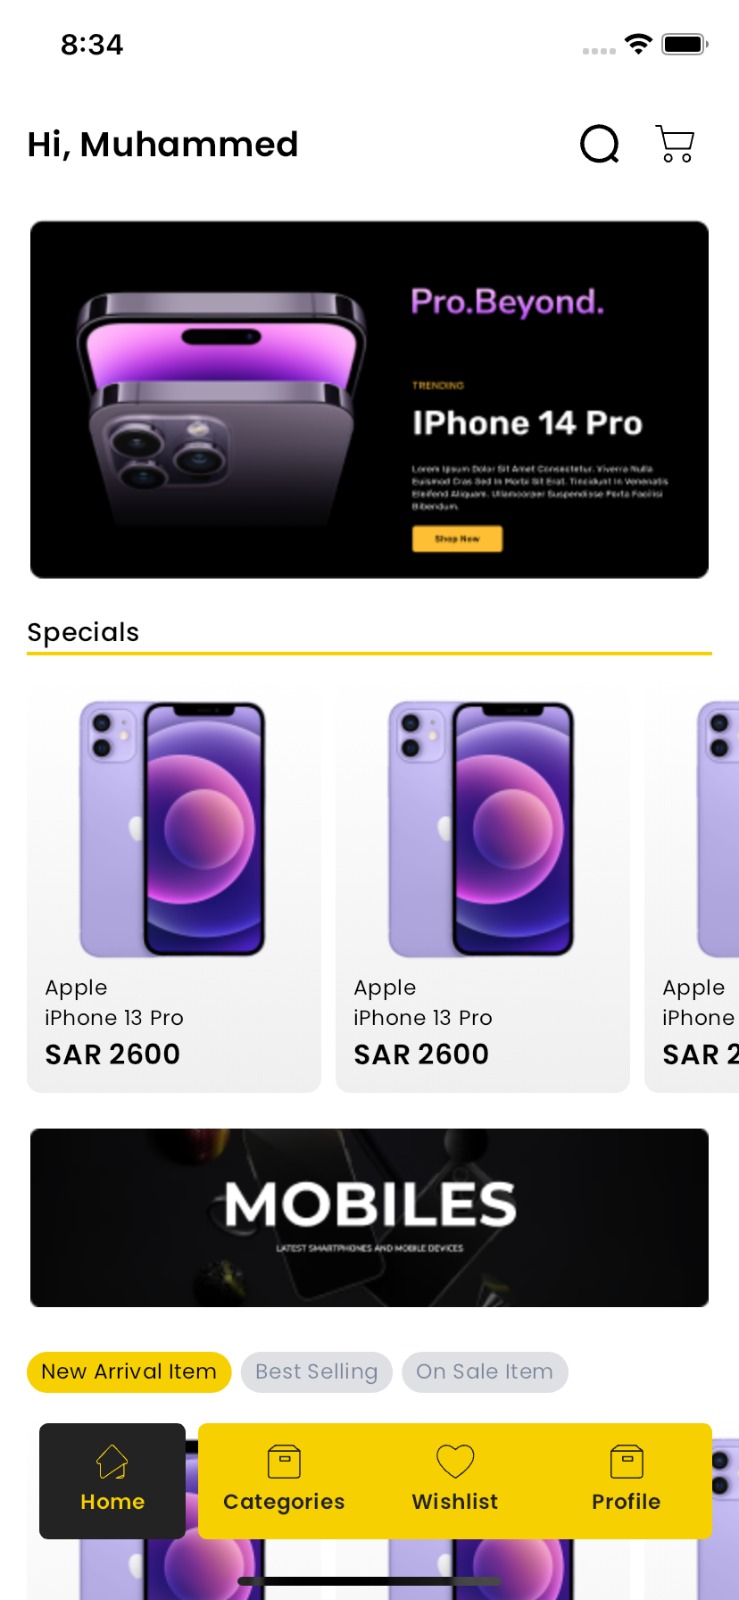 8:34
Hi, Muhammed
Pro.Beyond.
TRENDING
IPhone 14 Pro
Lorem Ipsum Dolor Sit Amet Consectetur. Viverra Nulla
Euismod Cras Sed In Morbi Sit Erat. Tincidunt In Venenatis
Eleifend Aliquam. Ullamcorper Suspendisse Porta Facilisi
Bibendum.
Shop Now
Specials
Apple
iPhone 13 Pro
SAR 2600
Apple
iPhone 13 Pro
SAR 2600
Apple
iPhone
SAR 2
MOBILES
LATEST SMARTPHONES AND MOBILE DEVICES
New Arrival Item
Best Selling
On Sale Item
Home
Categories
Wishlist
Profile